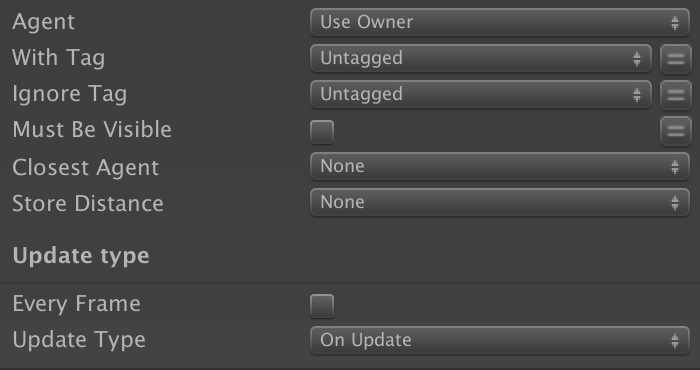 Agent Use Owner
With Tag Untagged
Ignore Tag Untagged
Must Be Visible
Closest Agent None
Store Distance None
Update type
Every Frame
Update Type On Update